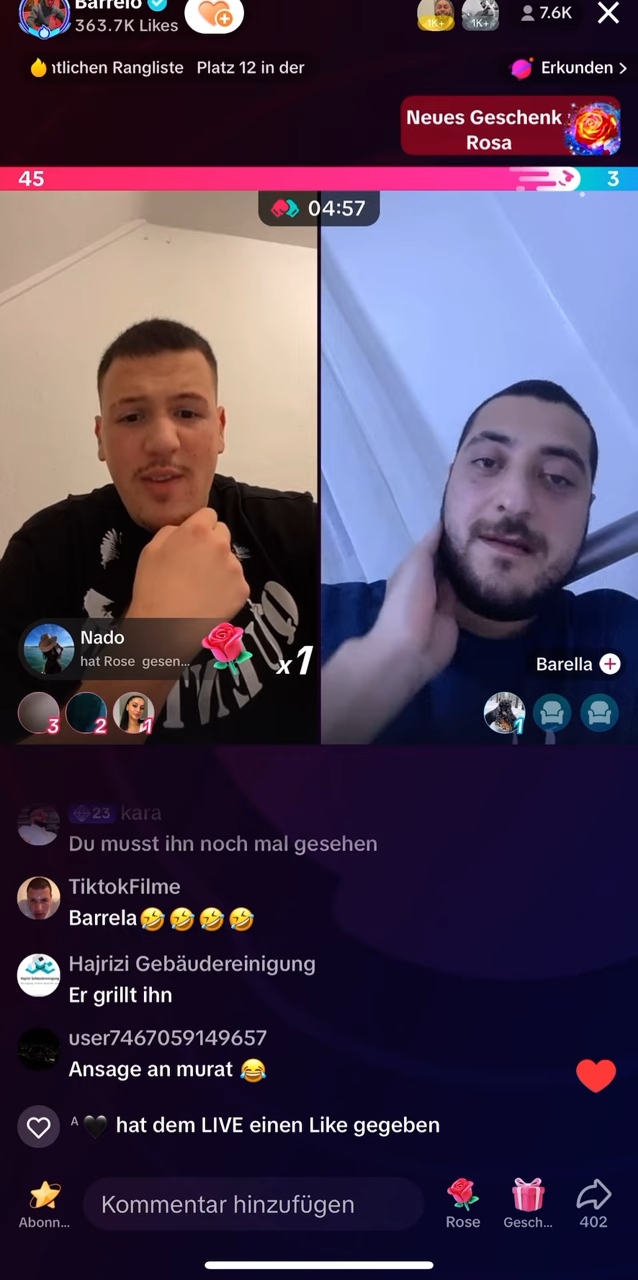 Barrelo
363.7K Likes
1K+
1K+
7.6K
ntlichen Rangliste Platz 12 in der
Erkunden >
Neues Geschenk
Rosa
45
3
04:57
Nado
hat Rose gesen...
x1
Barella
3
2
1
1
23 kara
Du musst ihn noch mal gesehen
TiktokFilme
Barrela🤣🤣🤣🤣
Hajrizi Gebäudereinigung
Er grillt ihn
user7467059149657
Ansage an murat 😂
A 🖤 hat dem LIVE einen Like gegeben
Abonn...
Kommentar hinzufügen
Rose
Gesch...
402